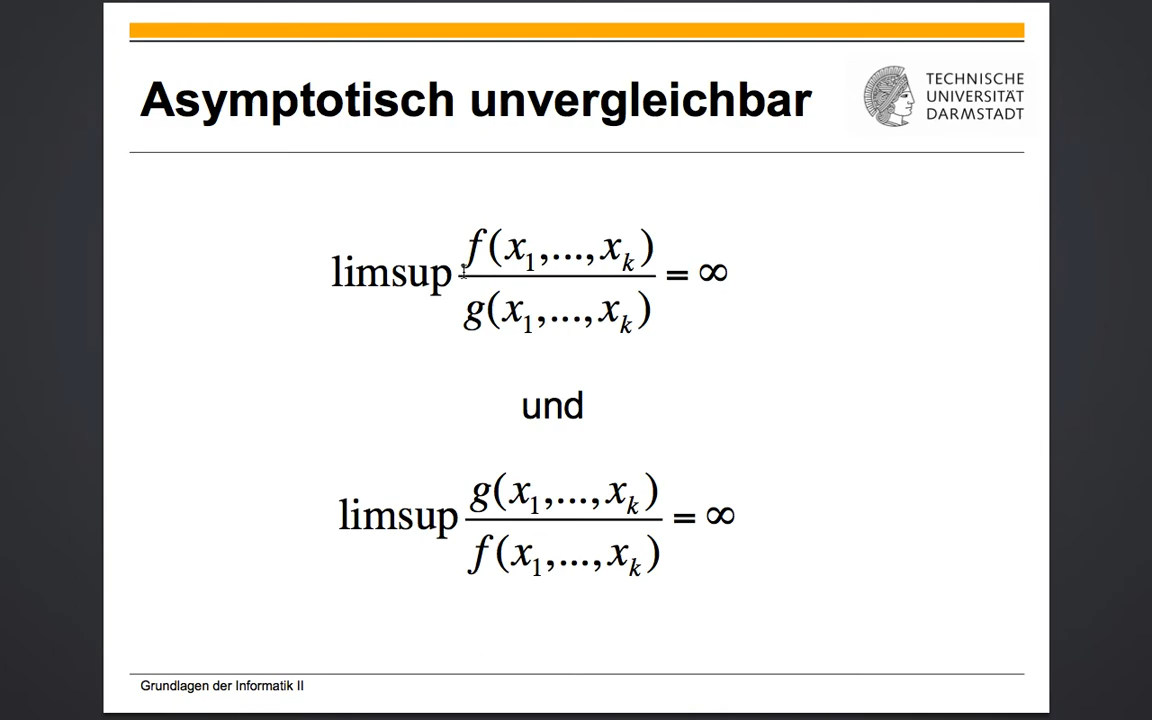 Asymptotisch unvergleichbar
TECHNISCHE
UNIVERSITÄT
DARMSTADT
limsup f(x₁,...,xₖ) / g(x₁,...,xₖ) = ∞
und
limsup g(x₁,...,xₖ) / f(x₁,...,xₖ) = ∞
Grundlagen der Informatik II